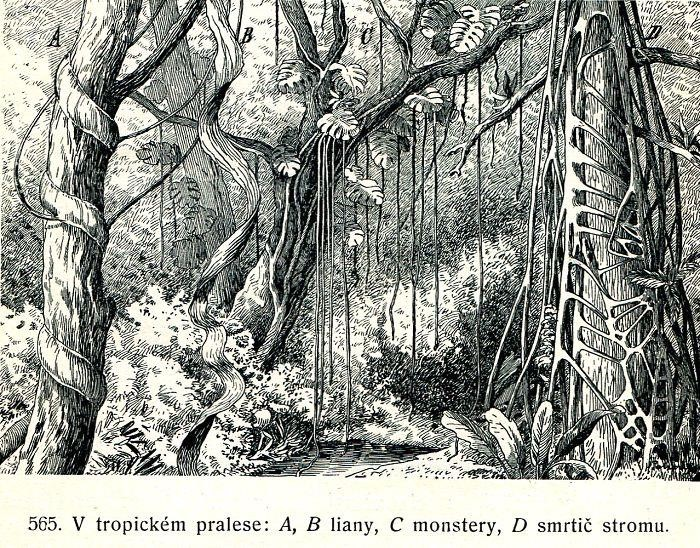 A B C D
565. V tropickém pralese: A, B liany, C monstery, D smrtič stromu.